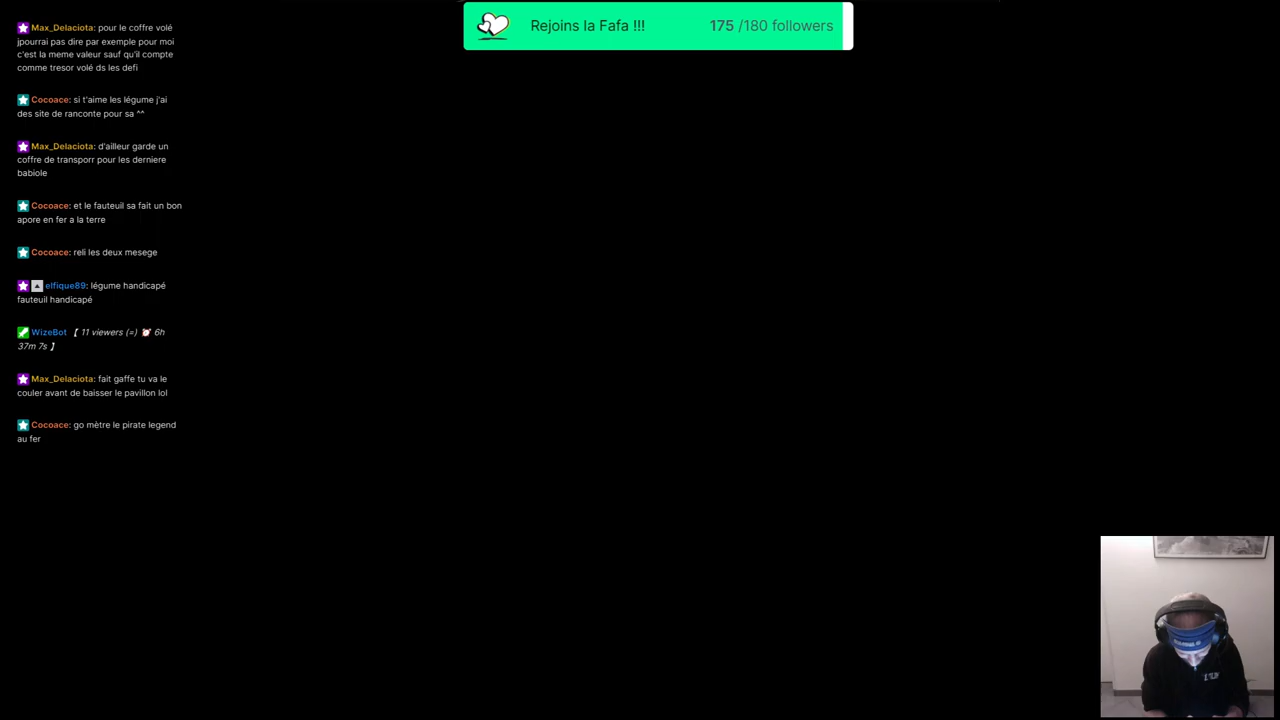 Rejoins la Fafa !!! 175 /180 followers
Max_Delaciota: pour le coffre volé
jpourrai pas dire par exemple pour moi
c'est la meme valeur sauf qu'il compte
comme tresor volé ds les defi
Cocoace: si t'aime les légume j'ai
des site de ranconte pour sa ^^
Max_Delaciota: d'ailleur garde un
coffre de transporr pour les derniere
babiole
Cocoace: et le fauteuil sa fait un bon
apore en fer a la terre
Cocoace: reli les deux mesege
elfique89: légume handicapé
fauteuil handicapé
WizeBot 【 11 viewers (=) ⏰ 6h
37m 7s 】
Max_Delaciota: fait gaffe tu va le
couler avant de baisser le pavillon lol
Cocoace: go mètre le pirate legend
au fer